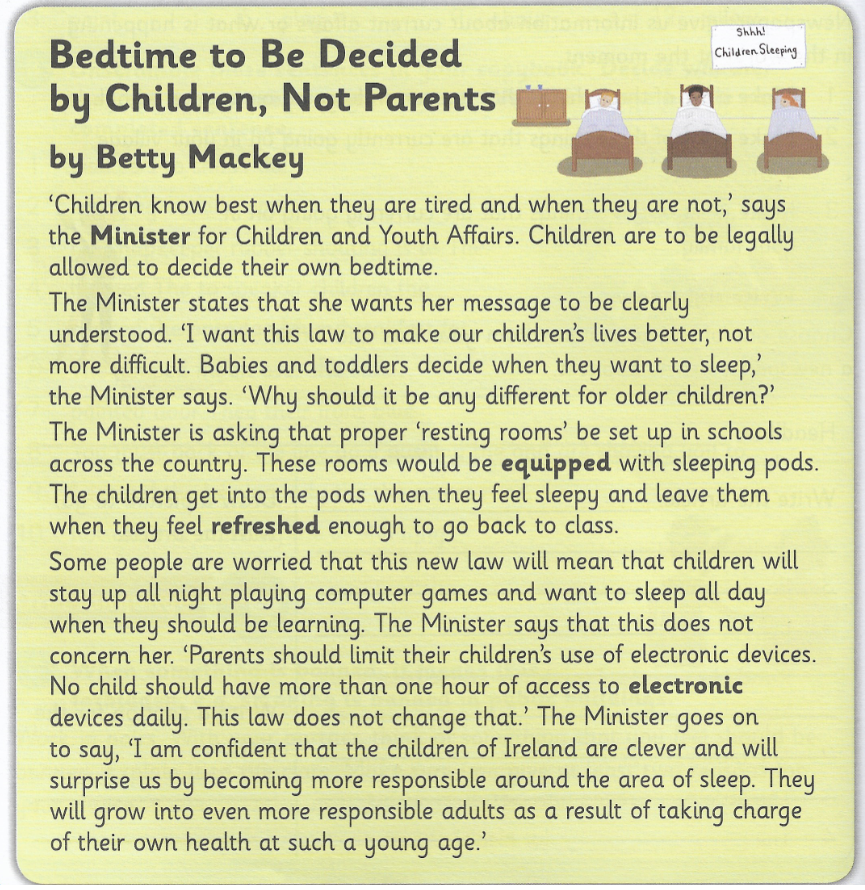 Bedtime to Be Decided
by Children, Not Parents
by Betty Mackey
Shhh!
Children Sleeping
‘Children know best when they are tired and when they are not,’ says
the Minister for Children and Youth Affairs. Children are to be legally
allowed to decide their own bedtime.
The Minister states that she wants her message to be clearly
understood. ‘I want this law to make our children’s lives better, not
more difficult. Babies and toddlers decide when they want to sleep,’
the Minister says. ‘Why should it be any different for older children?’
The Minister is asking that proper ‘resting rooms’ be set up in schools
across the country. These rooms would be equipped with sleeping pods.
The children get into the pods when they feel sleepy and leave them
when they feel refreshed enough to go back to class.
Some people are worried that this new law will mean that children will
stay up all night playing computer games and want to sleep all day
when they should be learning. The Minister says that this does not
concern her. ‘Parents should limit their children’s use of electronic devices.
No child should have more than one hour of access to electronic
devices daily. This law does not change that.’ The Minister goes on
to say, ‘I am confident that the children of Ireland are clever and will
surprise us by becoming more responsible around the area of sleep. They
will grow into even more responsible adults as a result of taking charge
of their own health at such a young age.’